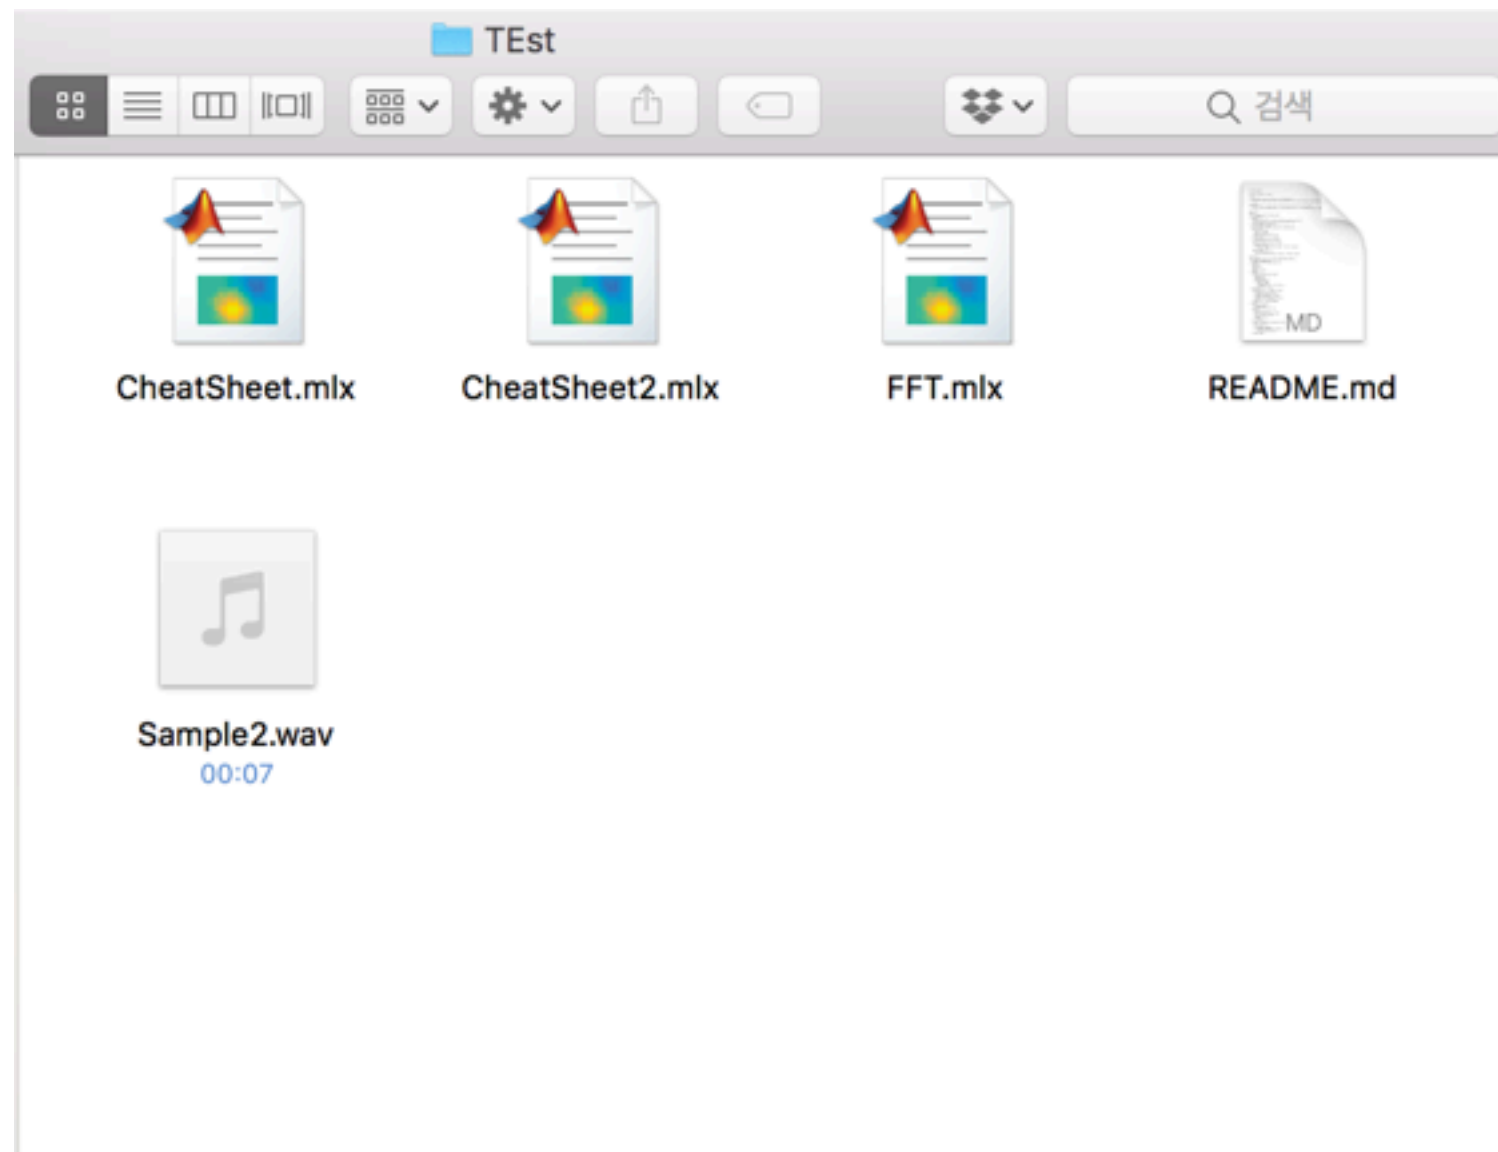 TEst
검색
CheatSheet.mlx
CheatSheet2.mlx
FFT.mlx
MD
README.md
Sample2.wav
00:07